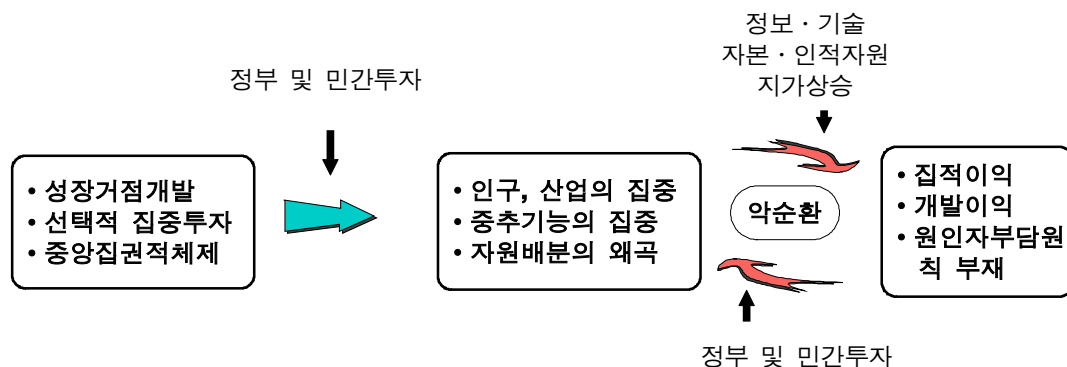 정보·기술
자본·인적자원
지가상승
정부 및 민간투자
• 성장거점개발
• 선택적 집중투자
• 중앙집권적체제
• 인구, 산업의 집중
• 중추기능의 집중
• 자원배분의 왜곡
악순환
• 집적이익
• 개발이익
• 원인자부담원
칙 부재
정부 및 민간투자